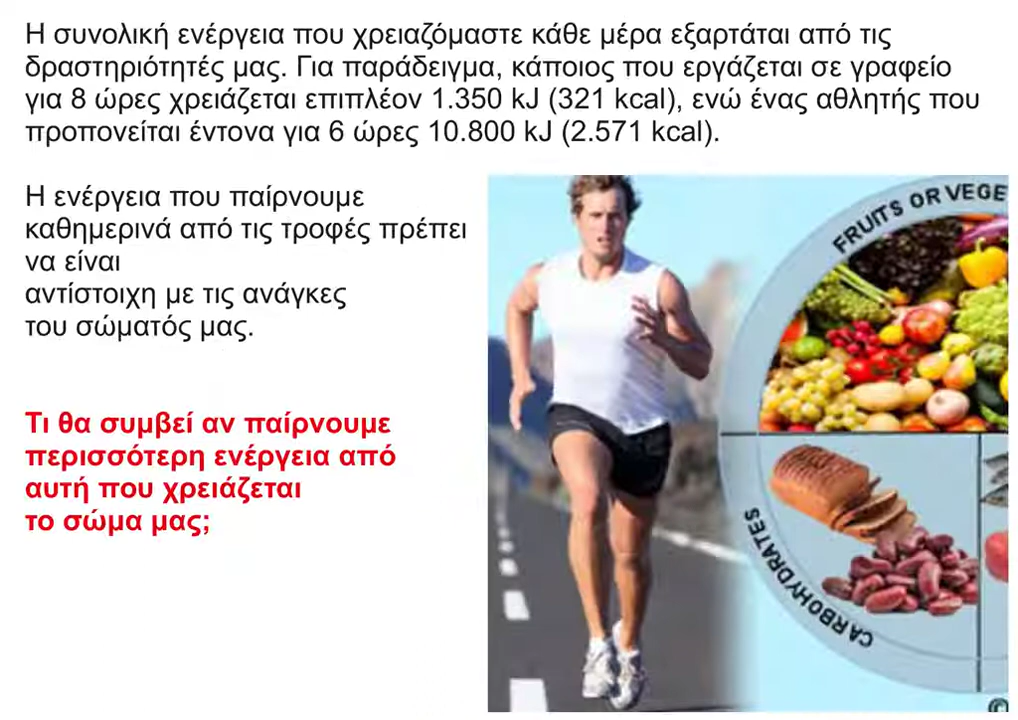 Η συνολική ενέργεια που χρειαζόμαστε κάθε μέρα εξαρτάται από τις
δραστηριότητές μας. Για παράδειγμα, κάποιος που εργάζεται σε γραφείο
για 8 ώρες χρειάζεται επιπλέον 1.350 kJ (321 kcal), ενώ ένας αθλητής που
προπονείται έντονα για 6 ώρες 10.800 kJ (2.571 kcal).
Η ενέργεια που παίρνουμε
καθημερινά από τις τροφές πρέπει
να είναι
αντίστοιχη με τις ανάγκες
του σώματός μας.
Τι θα συμβεί αν παίρνουμε
περισσότερη ενέργεια από
αυτή που χρειάζεται
το σώμα μας;
FRUITS OR VEGE
CARBOHYDRATES
©